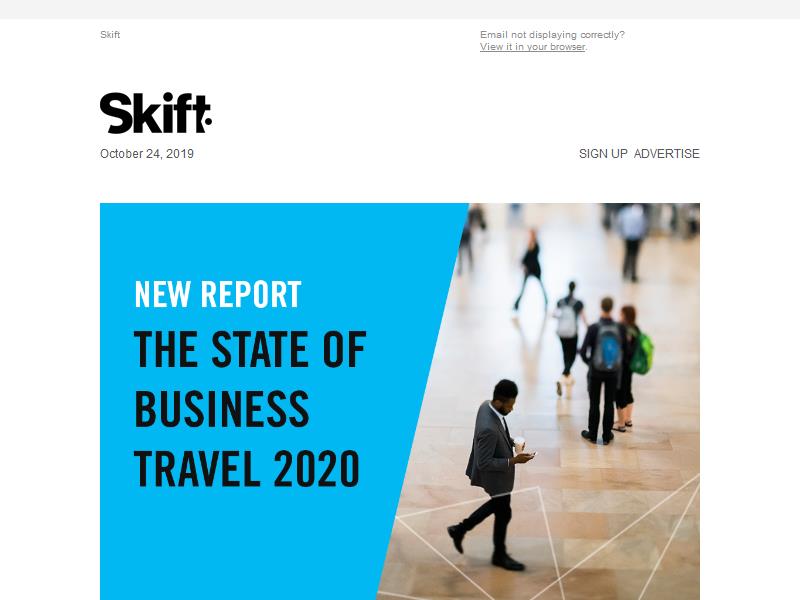 Skift
Email not displaying correctly?
View it in your browser.
Skift
October 24, 2019
SIGN UP ADVERTISE
NEW REPORT
THE STATE OF
BUSINESS
TRAVEL 2020